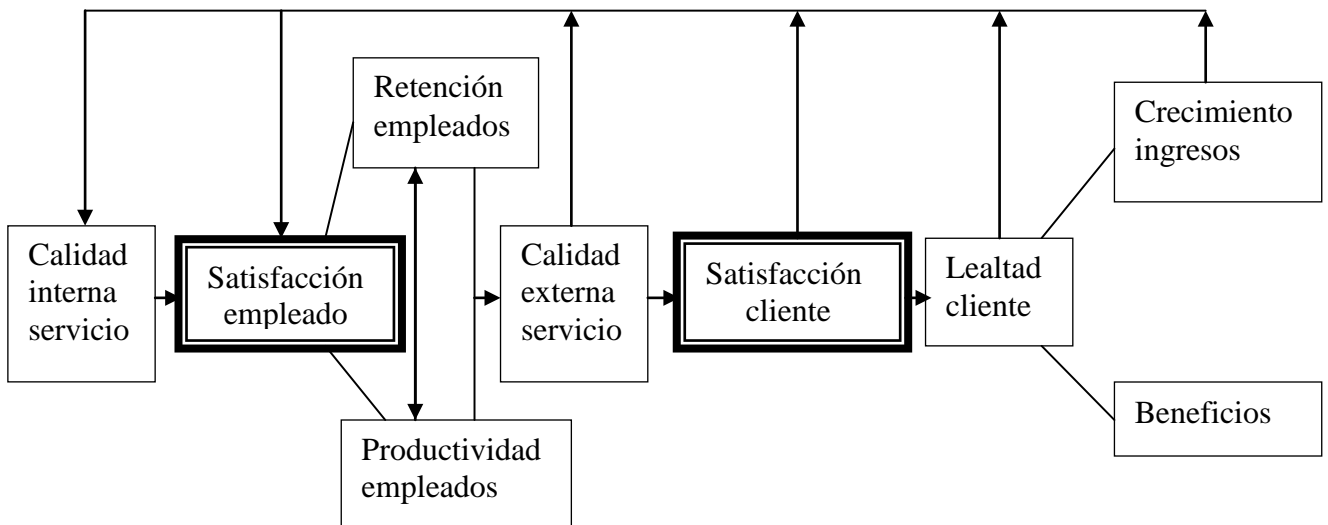 Retención
empleados
Crecimiento
ingresos
Calidad
interna
servicio
Satisfacción
empleado
Calidad
externa
servicio
Satisfacción
cliente
Lealtad
cliente
Productividad
empleados
Beneficios